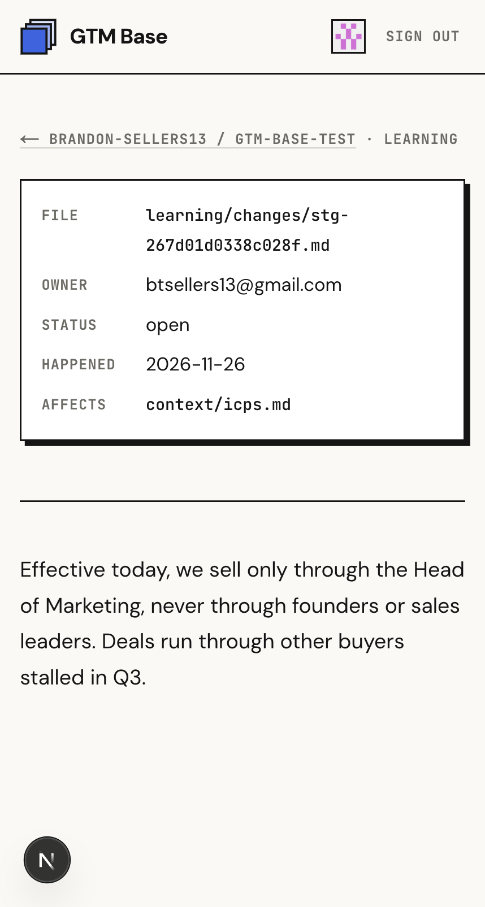 GTM Base
SIGN OUT
← BRANDON-SELLERS13 / GTM-BASE-TEST · LEARNING
FILE learning/changes/stg-
267d01d0338c028f.md
OWNER btsellers13@gmail.com
STATUS open
HAPPENED 2026-11-26
AFFECTS context/icps.md
Effective today, we sell only through the Head
of Marketing, never through founders or sales
leaders. Deals run through other buyers
stalled in Q3.
N